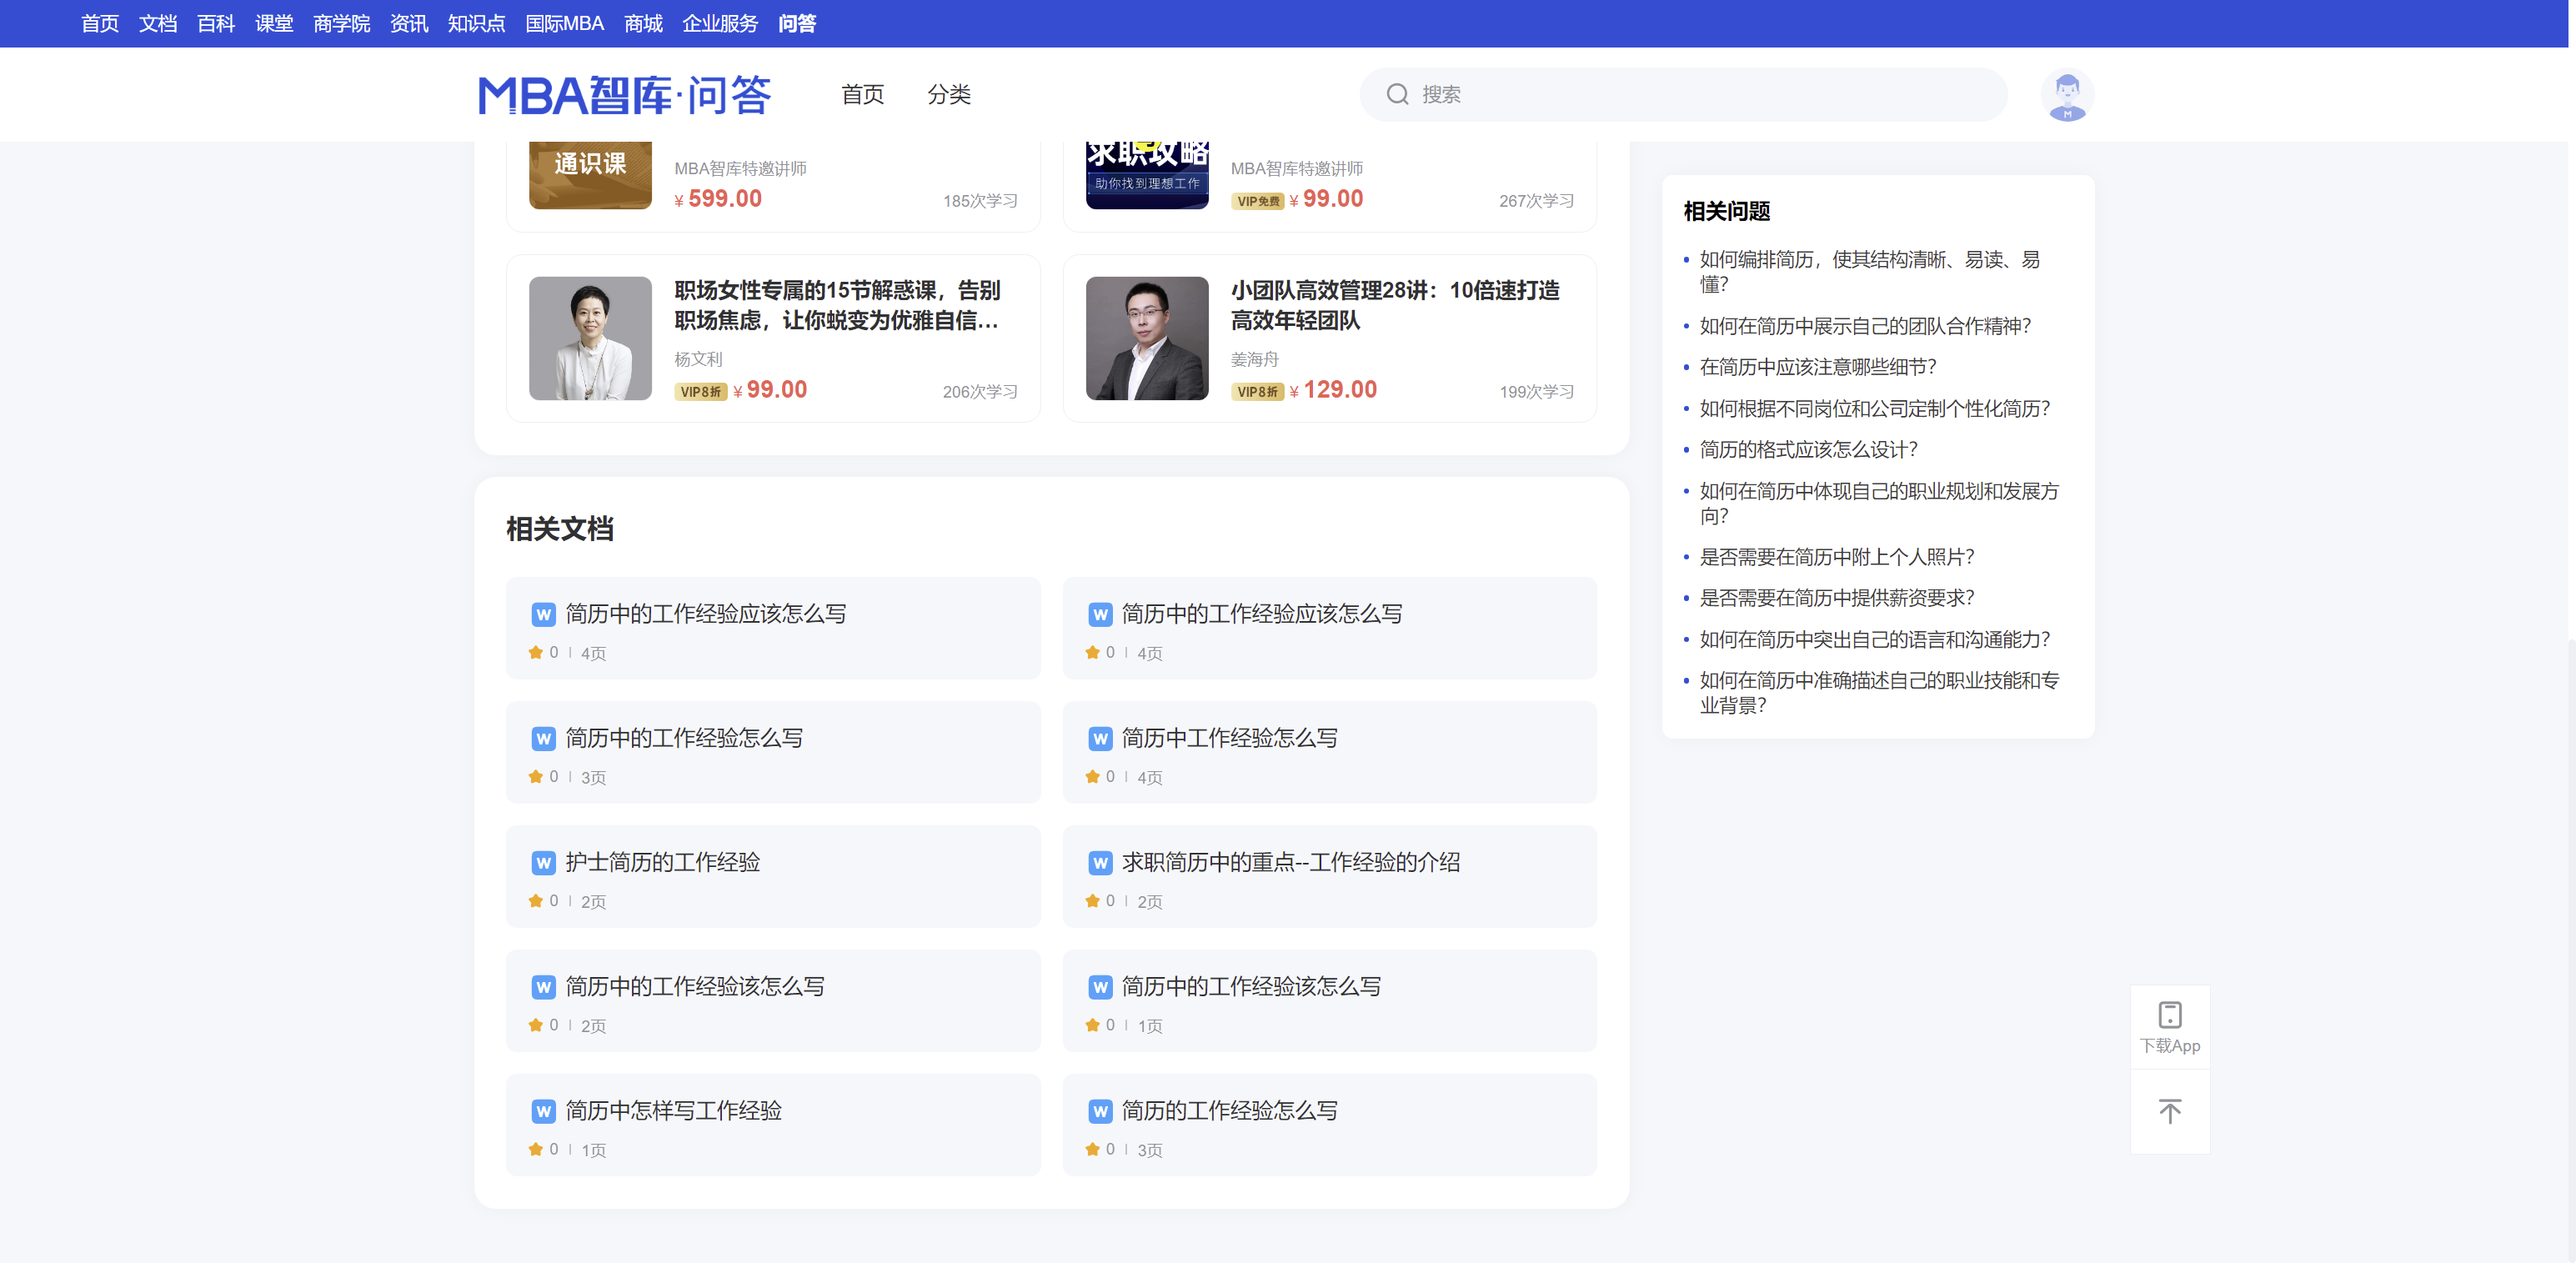 首页 文档 百科 课堂 商学院 资讯 知识点 国际MBA 商城 企业服务 问答
MBA智库·问答 首页 分类 搜索
通识课
MBA智库特邀讲师
¥ 599.00 185次学习
求职攻略
助你找到理想工作
MBA智库特邀讲师
VIP免费 ¥ 99.00 267次学习
职场女性专属的15节解惑课，告别
职场焦虑，让你蜕变为优雅自信...
杨文利
VIP8折 ¥ 99.00 206次学习
小团队高效管理28讲：10倍速打造
高效年轻团队
姜海舟
VIP8折 ¥ 129.00 199次学习
相关文档
W 简历中的工作经验应该怎么写
0 | 4页
W 简历中的工作经验应该怎么写
0 | 4页
W 简历中的工作经验怎么写
0 | 3页
W 简历中工作经验怎么写
0 | 4页
W 护士简历的工作经验
0 | 2页
W 求职简历中的重点--工作经验的介绍
0 | 2页
W 简历中的工作经验该怎么写
0 | 2页
W 简历中的工作经验该怎么写
0 | 1页
W 简历中怎样写工作经验
0 | 1页
W 简历的工作经验怎么写
0 | 3页
相关问题
如何编排简历，使其结构清晰、易读、易
懂？
如何在简历中展示自己的团队合作精神？
在简历中应该注意哪些细节？
如何根据不同岗位和公司定制个性化简历？
简历的格式应该怎么设计？
如何在简历中体现自己的职业规划和发展方
向？
是否需要在简历中附上个人照片？
是否需要在简历中提供薪资要求？
如何在简历中突出自己的语言和沟通能力？
如何在简历中准确描述自己的职业技能和专
业背景？
下载App